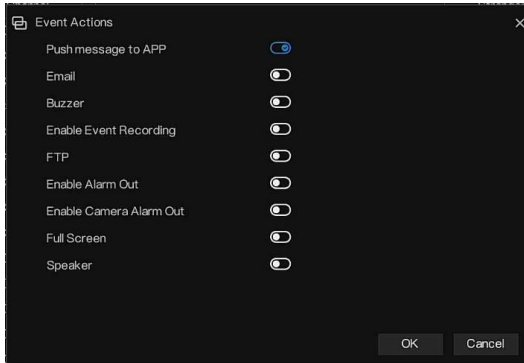 Event Actions
Push message to APP
Email
Buzzer
Enable Event Recording
FTP
Enable Alarm Out
Enable Camera Alarm Out
Full Screen
Speaker
OK Cancel